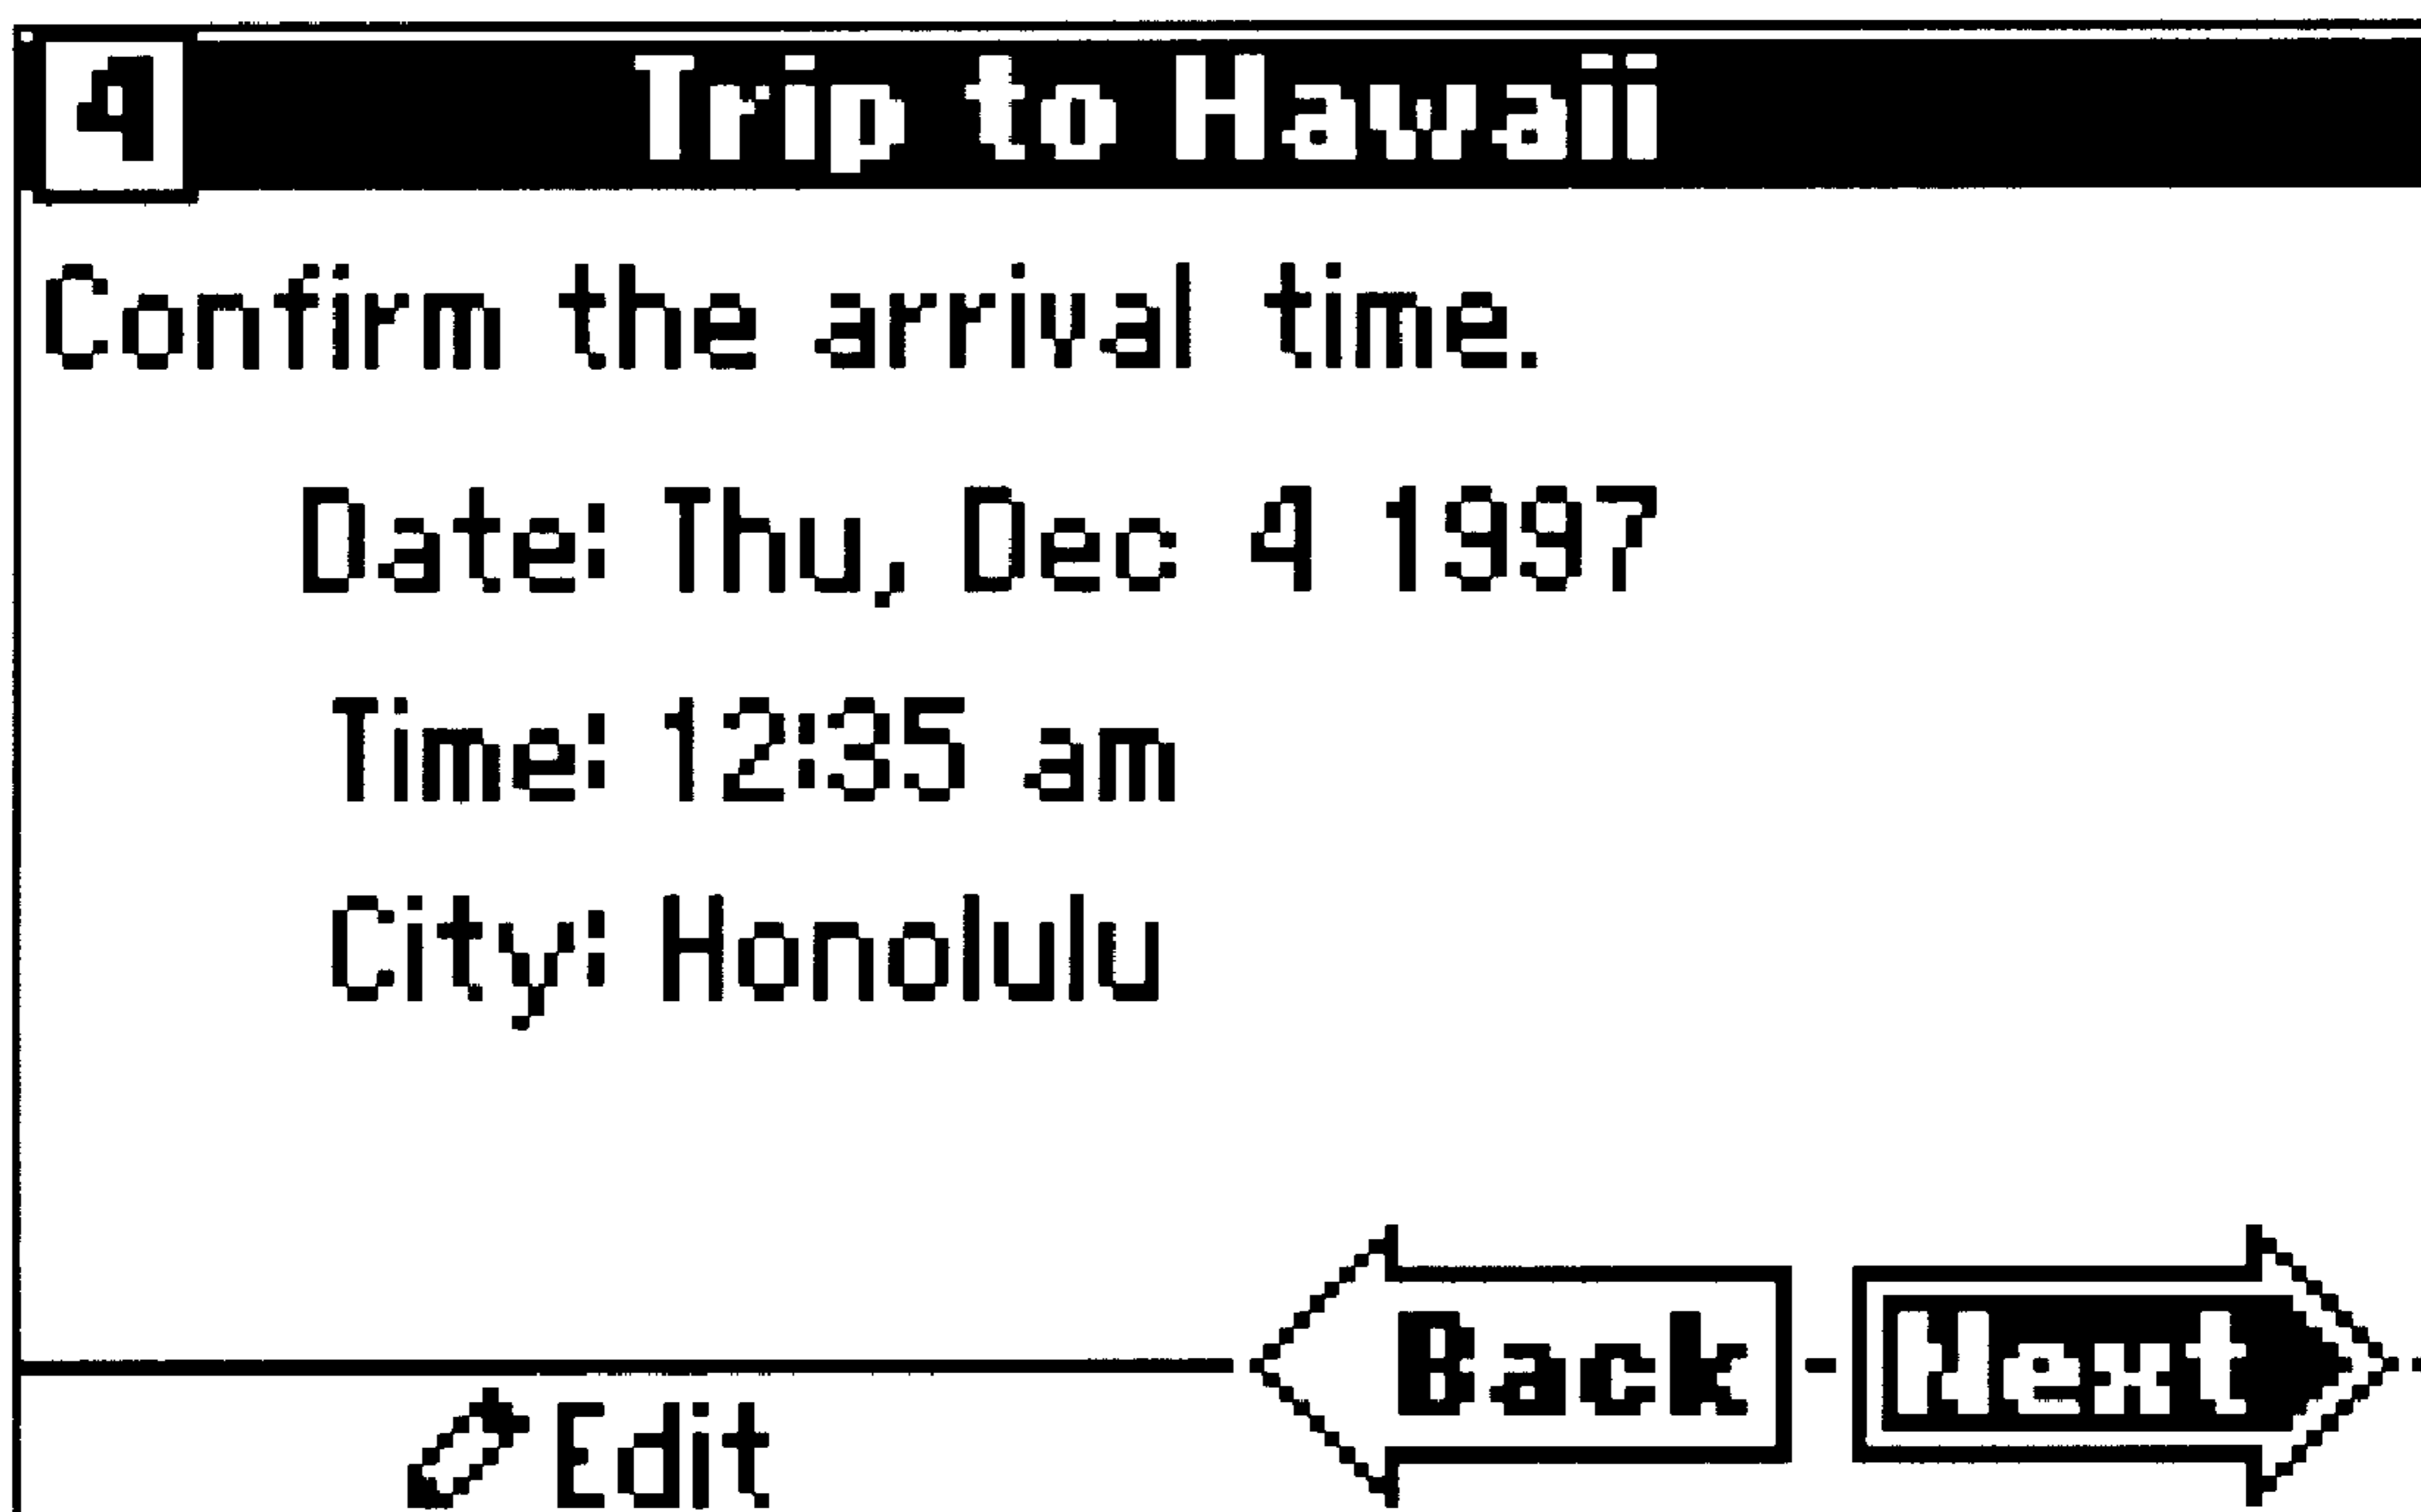 4 Trip to Hawaii
Confirm the arrival time.
Date: Thu, Dec 4 1997
Time: 12:35 am
City: Honolulu
Back Next
Edit